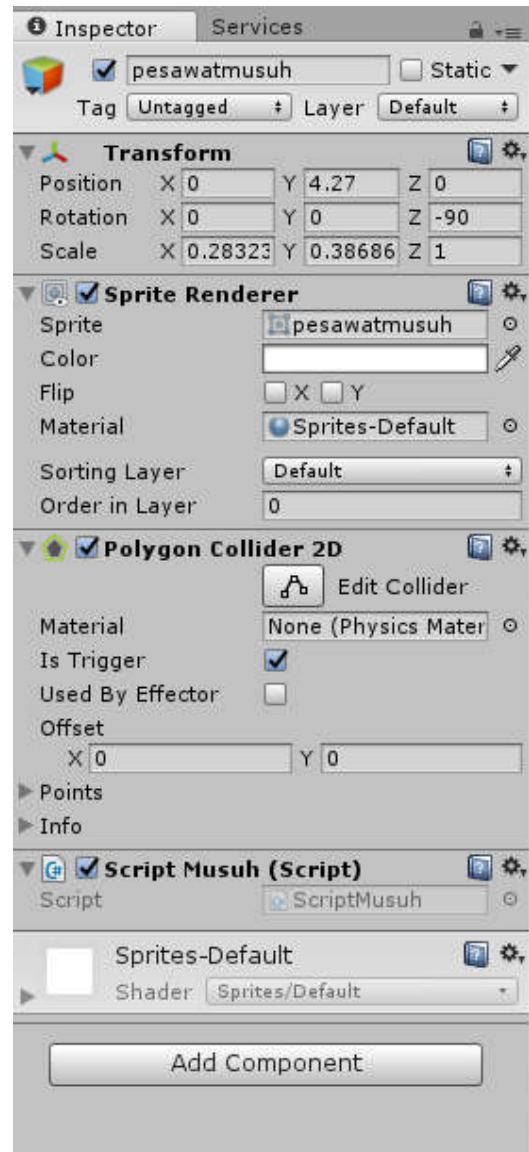 Inspector Services
pesawatmusuh Static
Tag Untagged Layer Default
Transform
Position X 0 Y 4.27 Z 0
Rotation X 0 Y 0 Z -90
Scale X 0.28323 Y 0.38686 Z 1
Sprite Renderer
Sprite pesawatmusuh
Color
Flip X Y
Material Sprites-Default
Sorting Layer Default
Order in Layer 0
Polygon Collider 2D
Edit Collider
Material None (Physics Mater
Is Trigger
Used By Effector
Offset
X 0 Y 0
Points
Info
Script Musuh (Script)
Script ScriptMusuh
Sprites-Default
Shader Sprites/Default
Add Component